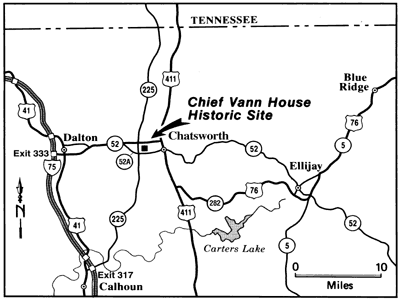 TENNESSEE
41
225
411
Chief Vann House
Historic Site
Blue
Ridge
76
5
Dalton
52
Chatsworth
52
Exit 333
52A
75
Ellijay
76
282
N
41
225
411
52
Carters Lake
5
Exit 317
Calhoun
0 10
Miles